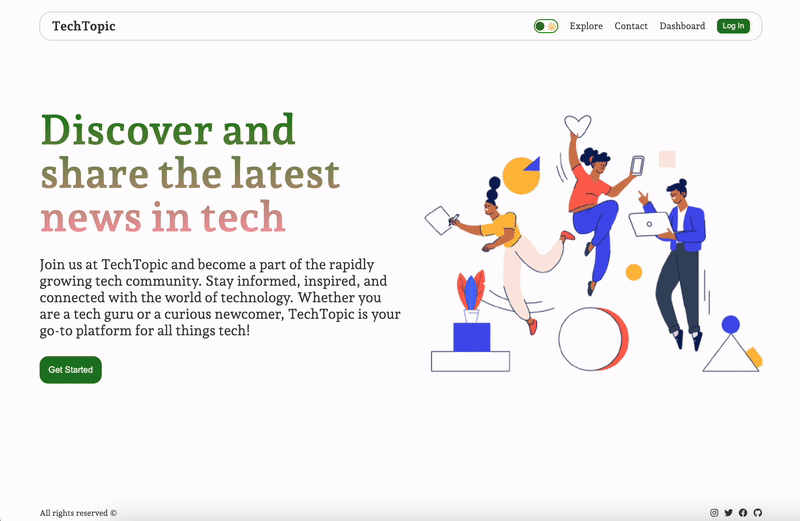 TechTopic
Explore Contact Dashboard Log In
Discover and
share the latest
news in tech
Join us at TechTopic and become a part of the rapidly
growing tech community. Stay informed, inspired, and
connected with the world of technology. Whether you
are a tech guru or a curious newcomer, TechTopic is your
go-to platform for all things tech!
Get Started
All rights reserved ©